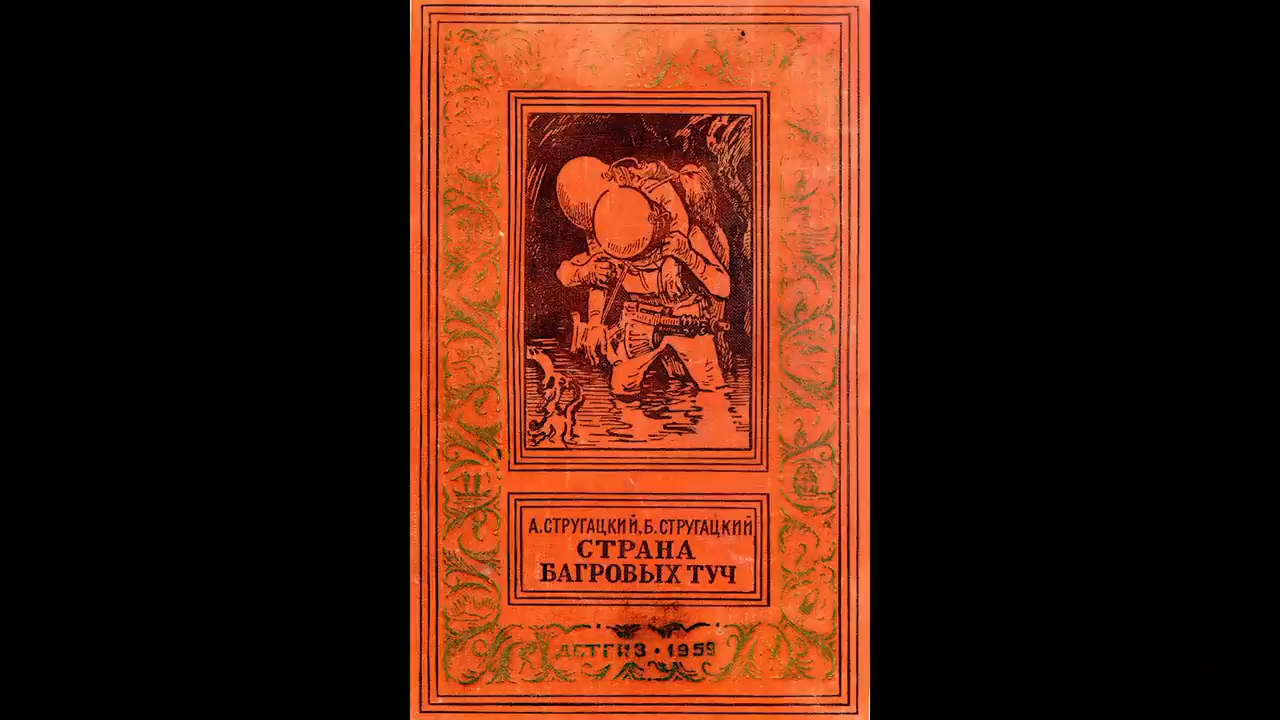 А. СТРУГАЦКИЙ, Б. СТРУГАЦКИЙ
СТРАНА
БАГРОВЫХ ТУЧ
ДЕТГИЗ • 1959